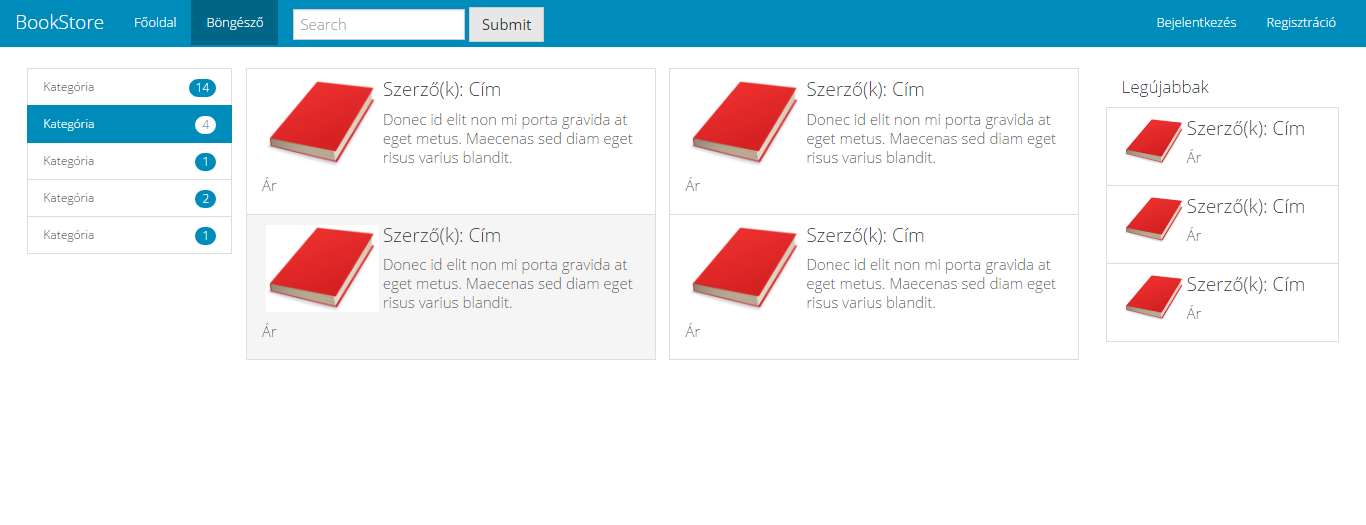 BookStore Főoldal Böngésző Search Submit Bejelentkezés Regisztráció
Kategória 14
Kategória 4
Kategória 1
Kategória 2
Kategória 1
Szerző(k): Cím
Donec id elit non mi porta gravida at
eget metus. Maecenas sed diam eget
risus varius blandit.
Ár
Szerző(k): Cím
Donec id elit non mi porta gravida at
eget metus. Maecenas sed diam eget
risus varius blandit.
Ár
Szerző(k): Cím
Donec id elit non mi porta gravida at
eget metus. Maecenas sed diam eget
risus varius blandit.
Ár
Szerző(k): Cím
Donec id elit non mi porta gravida at
eget metus. Maecenas sed diam eget
risus varius blandit.
Ár
Legújabbak
Szerző(k): Cím
Ár
Szerző(k): Cím
Ár
Szerző(k): Cím
Ár